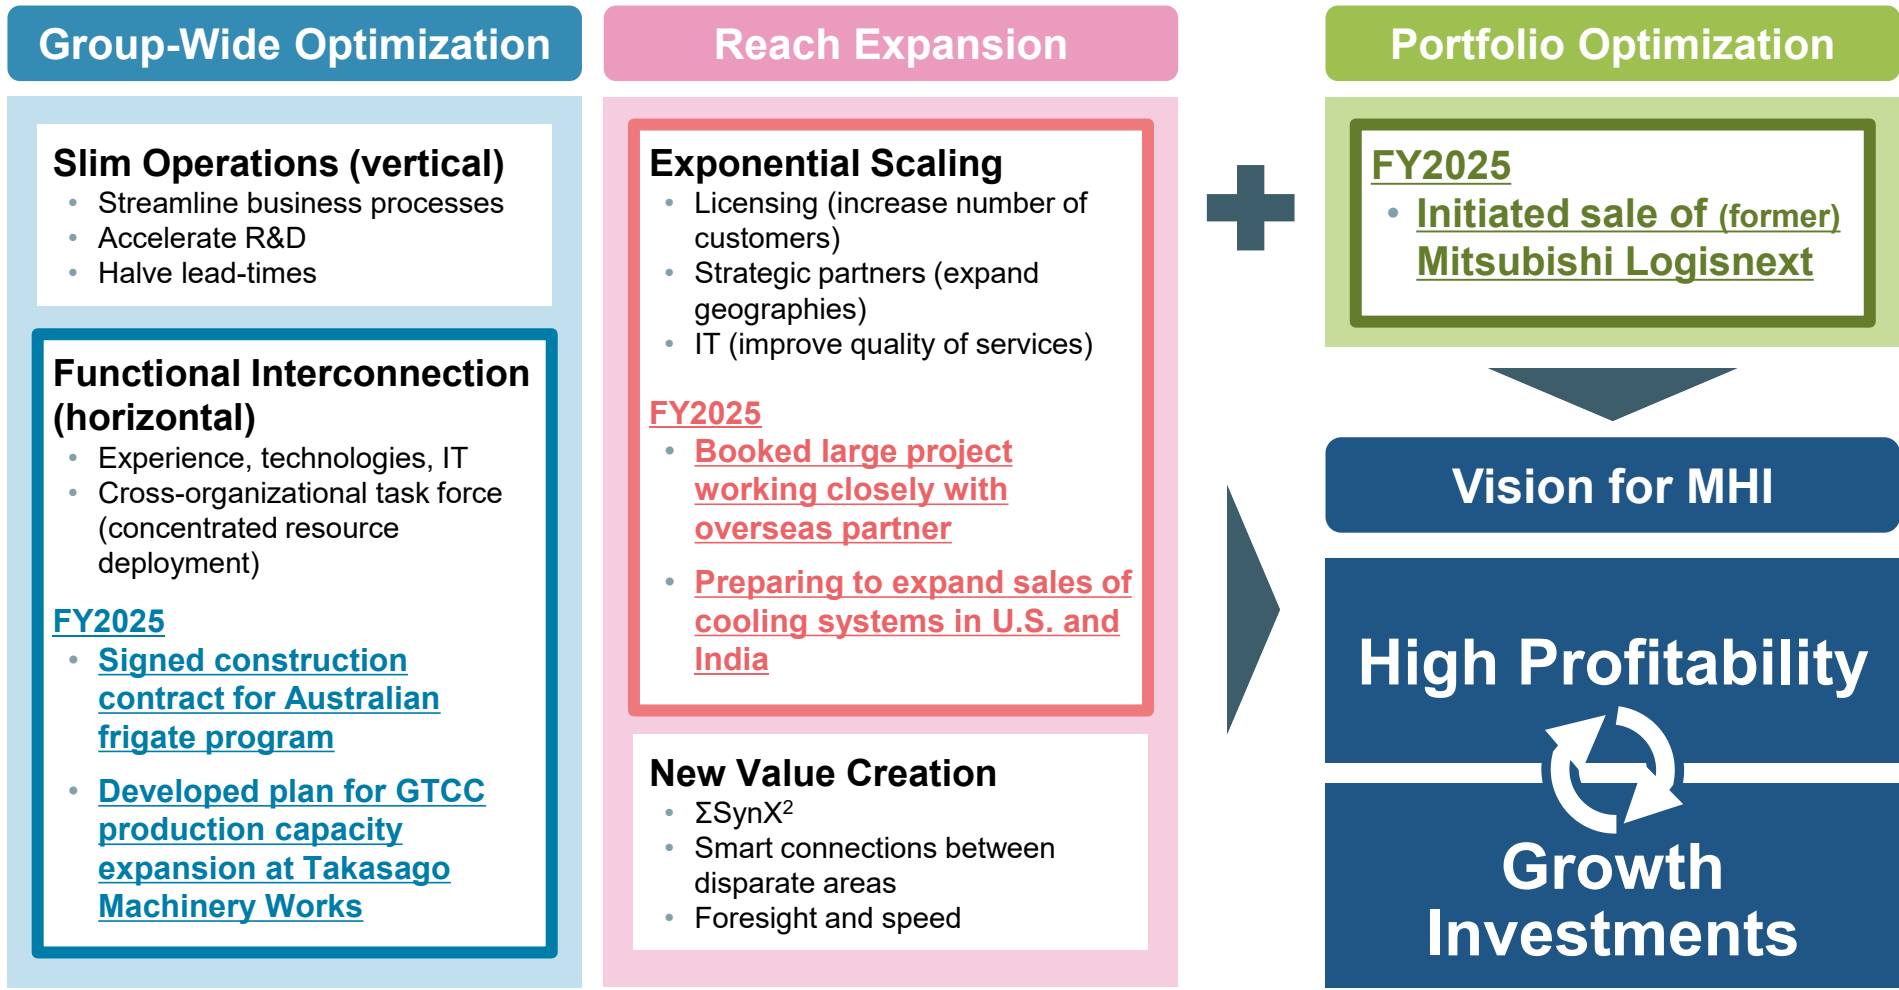 Group-Wide Optimization
Slim Operations (vertical)
• Streamline business processes
• Accelerate R&D
• Halve lead-times
Functional Interconnection
(horizontal)
• Experience, technologies, IT
• Cross-organizational task force
(concentrated resource
deployment)
FY2025
• Signed construction
contract for Australian
frigate program
• Developed plan for GTCC
production capacity
expansion at Takasago
Machinery Works
Reach Expansion
Exponential Scaling
• Licensing (increase number of
customers)
• Strategic partners (expand
geographies)
• IT (improve quality of services)
FY2025
• Booked large project
working closely with
overseas partner
• Preparing to expand sales of
cooling systems in U.S. and
India
New Value Creation
• ΣSynX²
• Smart connections between
disparate areas
• Foresight and speed
Portfolio Optimization
FY2025
• Initiated sale of (former)
Mitsubishi Logisnext
Vision for MHI
High Profitability
Growth
Investments